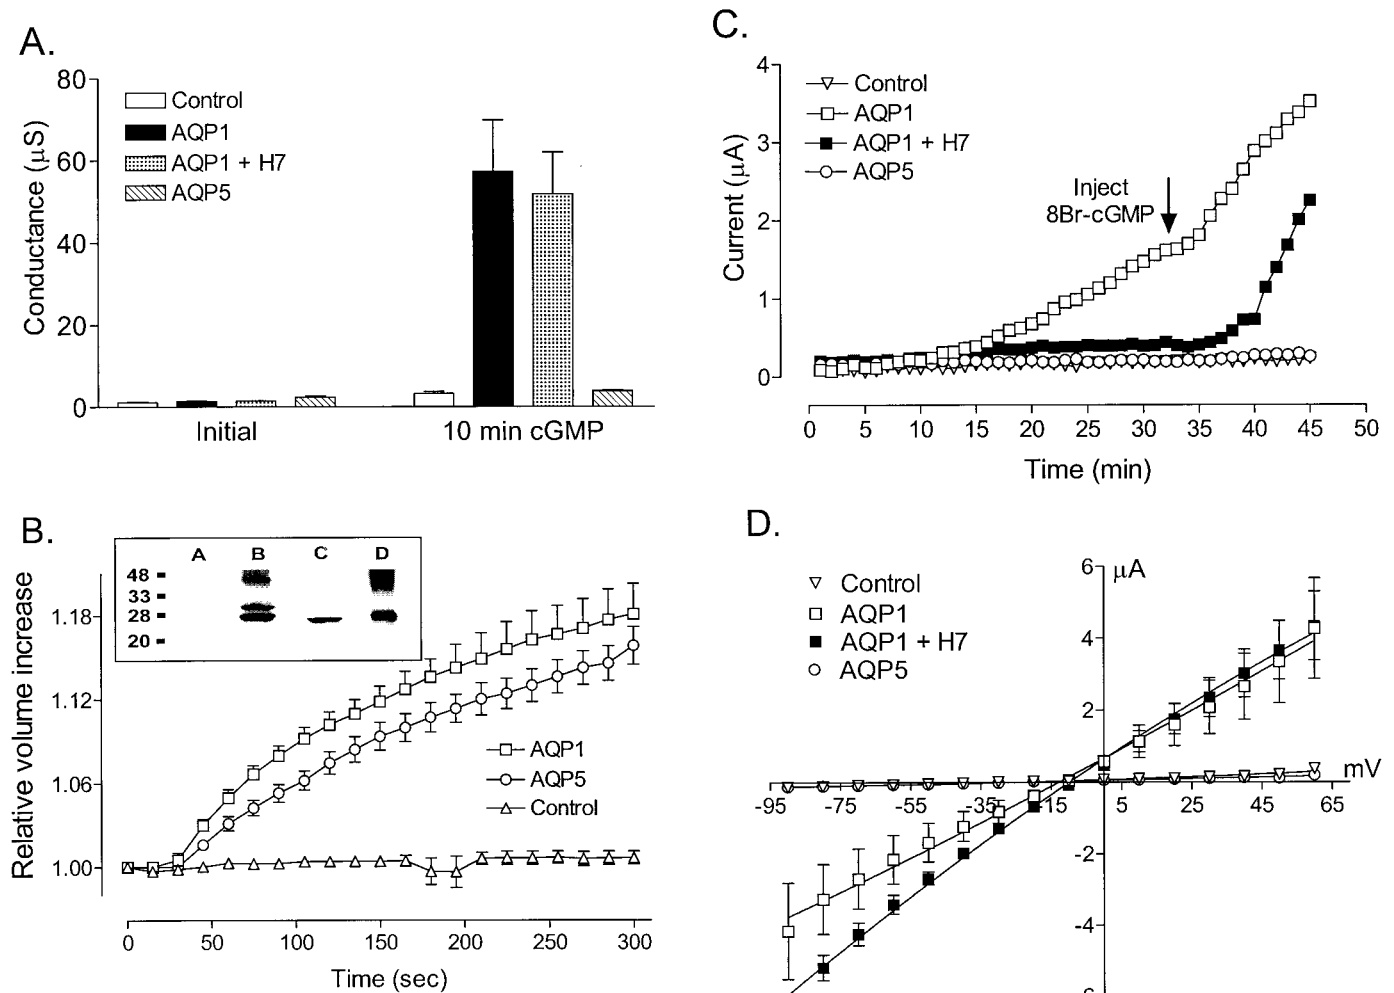 A.
80
60
40
20
0
Conductance (μS)
Control
AQP1
AQP1 + H7
AQP5
Initial
10 min cGMP
C.
4
3
2
1
0
Current (μA)
Control
AQP1
AQP1 + H7
AQP5
Inject
8Br-cGMP
0 5 10 15 20 25 30 35 40 45 50
Time (min)
B.
A B C D
48
33
28
20
1.18
1.12
1.06
1.00
Relative volume increase
AQP1
AQP5
Control
0 50 100 150 200 250 300
Time (sec)
D.
Control
AQP1
AQP1 + H7
AQP5
μA
6
4
2
mV
-95 -75 -55 -35 -15 5 25 45 65
-2
-4